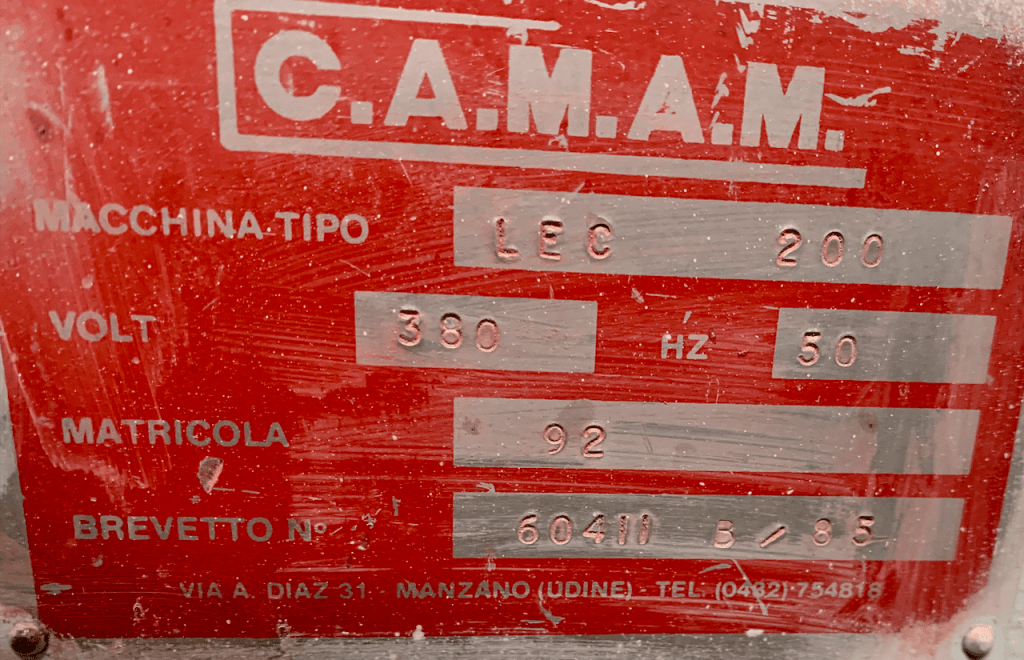 C.A.M.A.M.
MACCHINA TIPO LEC 200
VOLT 380 HZ 50
MATRICOLA 92
BREVETTO N° 60411 B/85
VIA A. DIAZ 31 - MANZANO (UDINE) - TEL. (0432) 754818